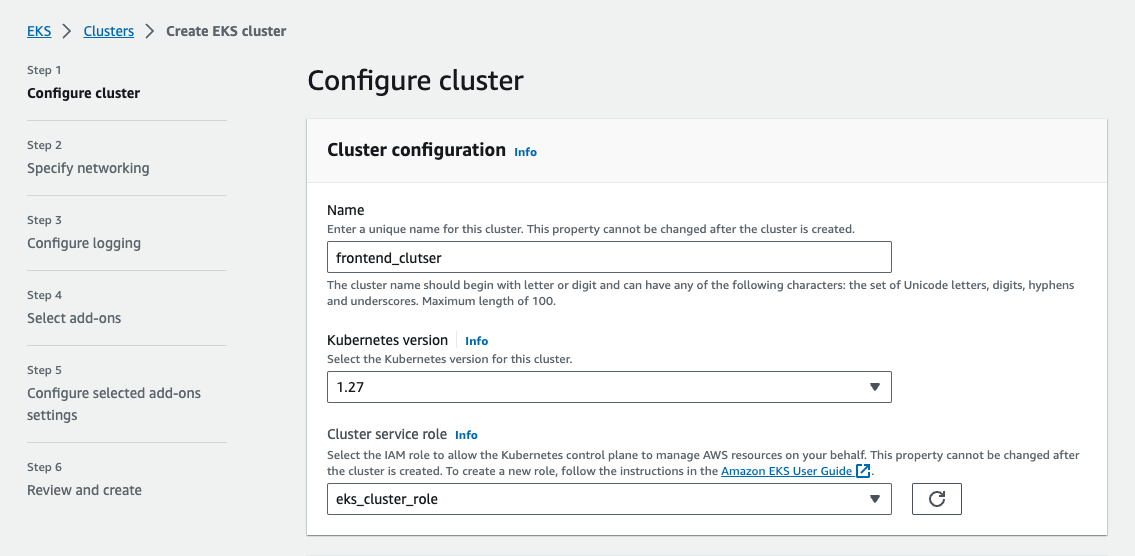 EKS > Clusters > Create EKS cluster
Step 1
Configure cluster
Step 2
Specify networking
Step 3
Configure logging
Step 4
Select add-ons
Step 5
Configure selected add-ons
settings
Step 6
Review and create
Configure cluster
Cluster configuration Info
Name
Enter a unique name for this cluster. This property cannot be changed after the cluster is created.
frontend_clutser
The cluster name should begin with letter or digit and can have any of the following characters: the set of Unicode letters, digits, hyphens
and underscores. Maximum length of 100.
Kubernetes version Info
Select the Kubernetes version for this cluster.
1.27
Cluster service role Info
Select the IAM role to allow the Kubernetes control plane to manage AWS resources on your behalf. This property cannot be changed after
the cluster is created. To create a new role, follow the instructions in the Amazon EKS User Guide.
eks_cluster_role